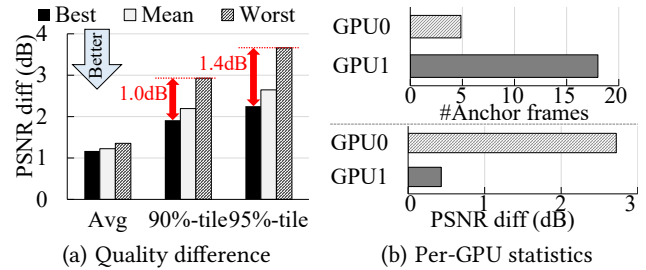 Best Mean Worst
PSNR diff (dB)
4
3
2
1
0
Better
1.0dB
1.4dB
Avg 90%-tile 95%-tile
(a) Quality difference
GPU0
GPU1
0 5 10 15 20
#Anchor frames
GPU0
GPU1
0 1 2 3
PSNR diff (dB)
(b) Per-GPU statistics